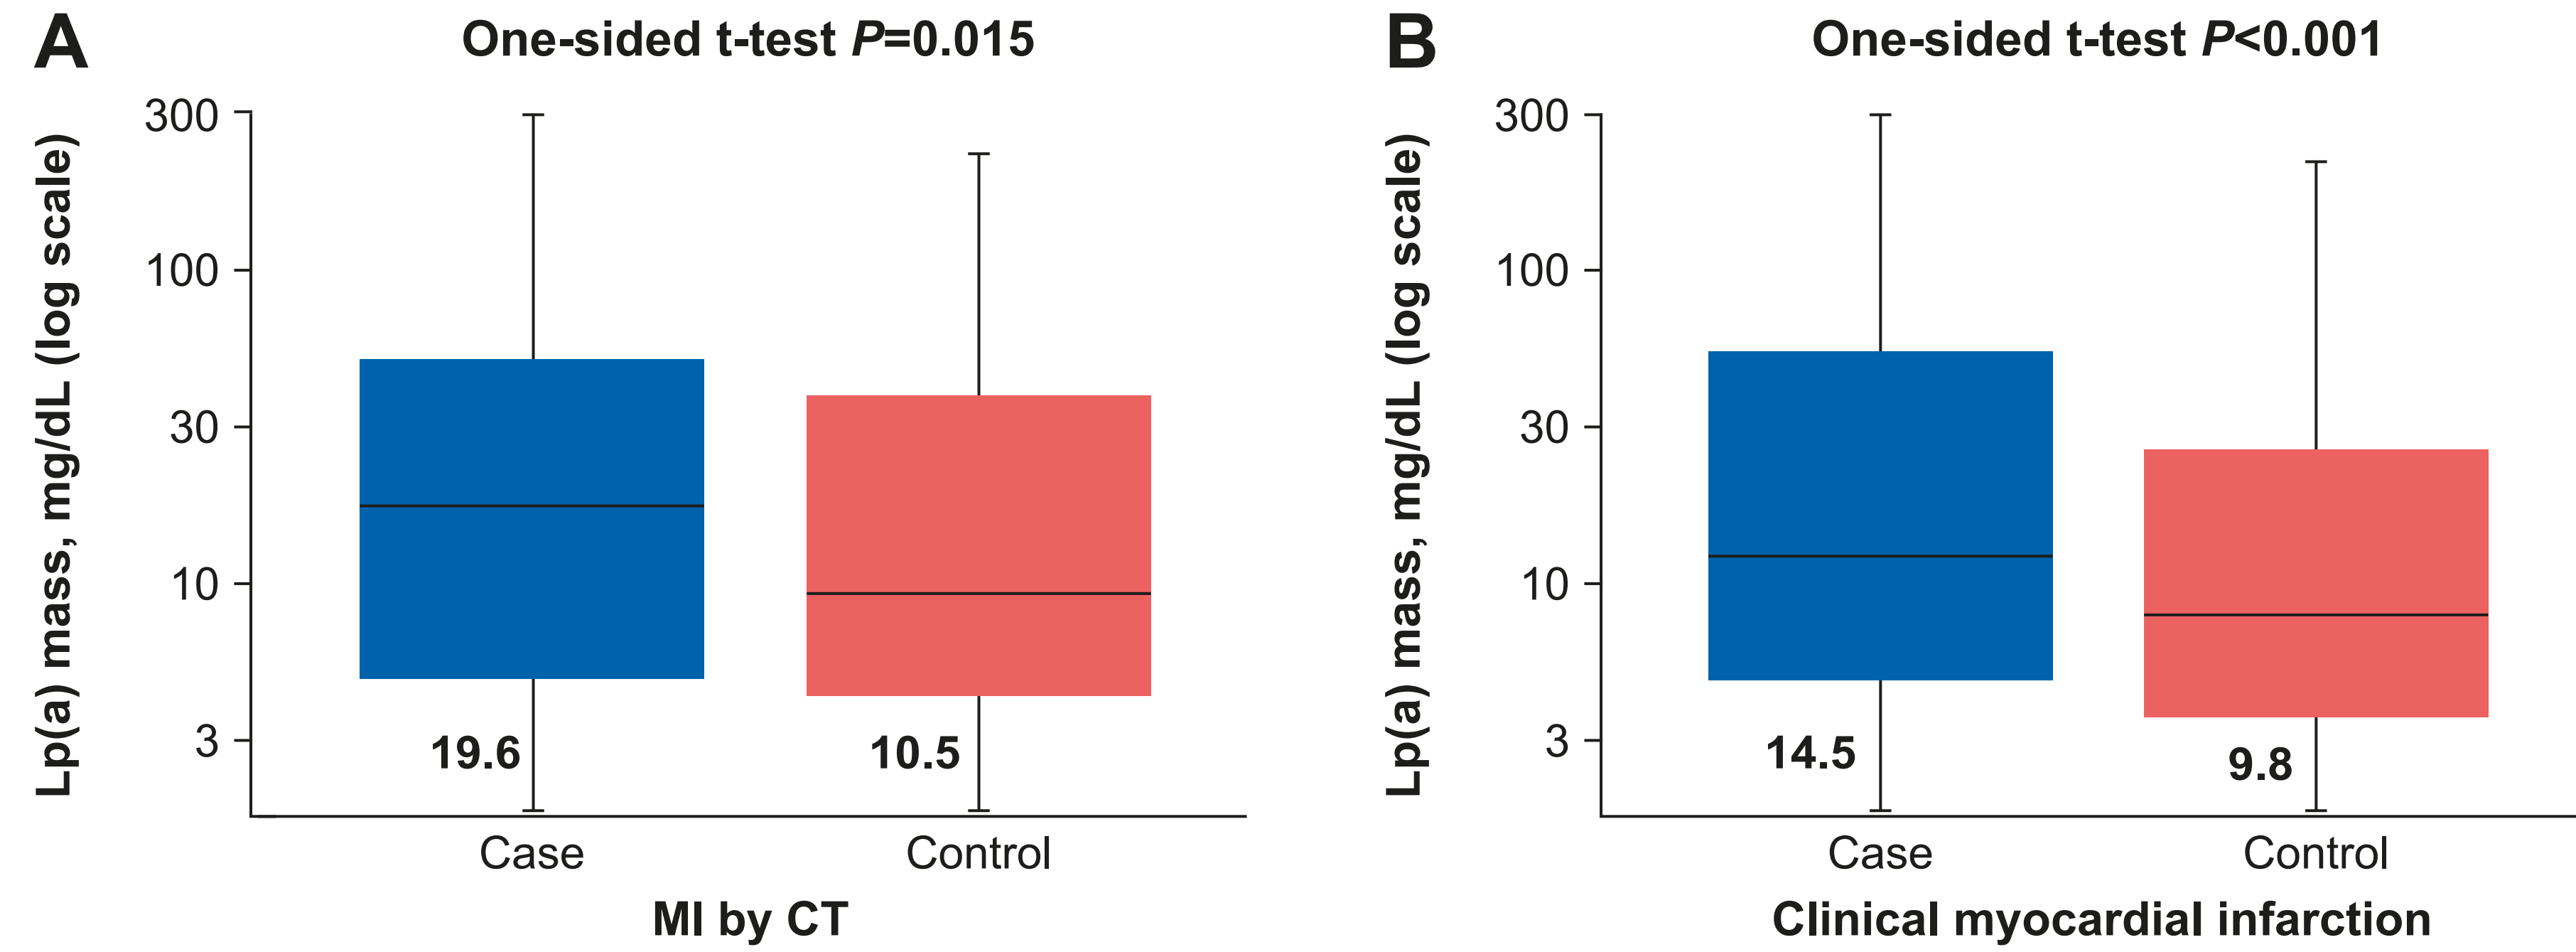 A
One-sided t-test P=0.015
Lp(a) mass, mg/dL (log scale)
300
100
30
10
3
19.6
10.5
Case
Control
MI by CT
B
One-sided t-test P<0.001
Lp(a) mass, mg/dL (log scale)
300
100
30
10
3
14.5
9.8
Case
Control
Clinical myocardial infarction